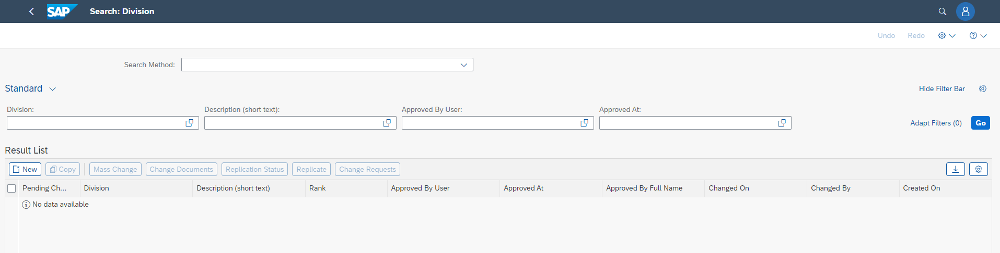 SAP Search: Division
Undo Redo
Search Method:
Standard
Hide Filter Bar
Division: Description (short text): Approved By User: Approved At:
Adapt Filters (0) Go
Result List
New Copy Mass Change Change Documents Replication Status Replicate Change Requests
Pending Ch... Division Description (short text) Rank Approved By User Approved At Approved By Full Name Changed On Changed By Created On
No data available